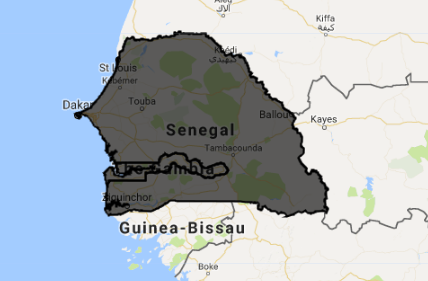 Kiffa
كيفة
ألاك
Kaédi
كيهيدي
St Louis
Kébémer
Dakar
Touba
Ballou
Kayes
Senegal
Tambacounda
The Gambia
Ziguinchor
Guinea-Bissau
Boke